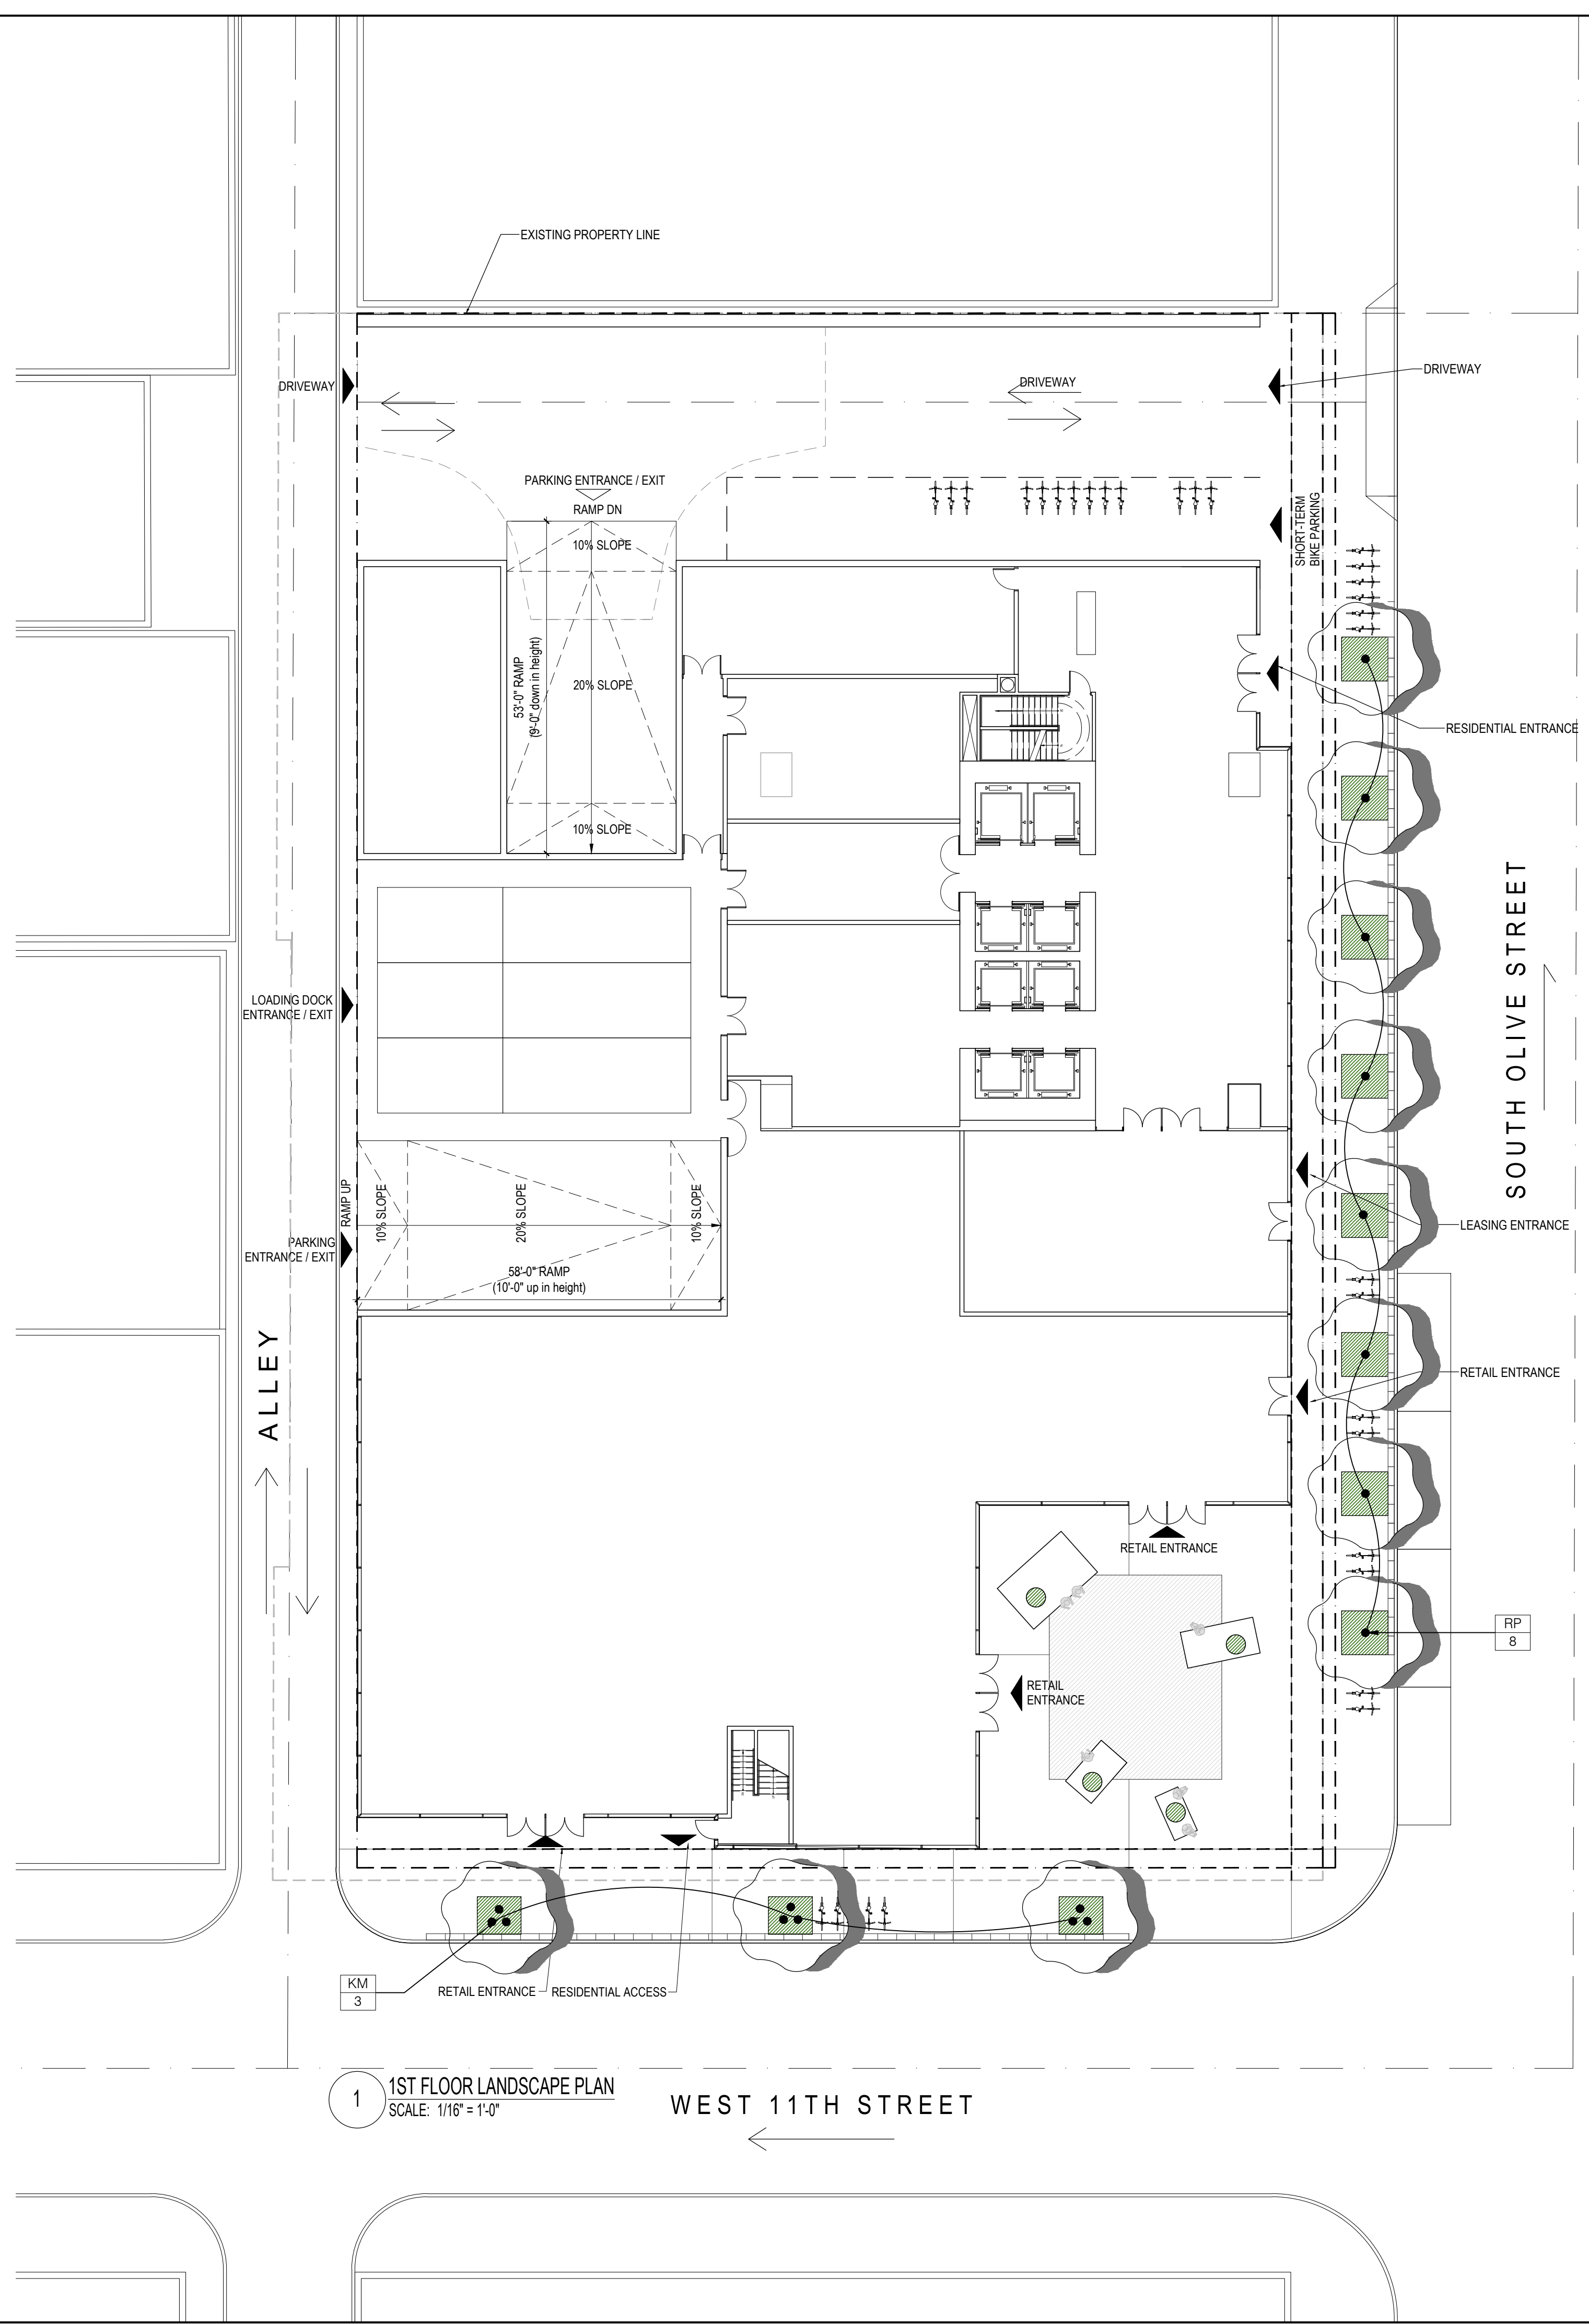 EXISTING PROPERTY LINE
DRIVEWAY
DRIVEWAY
DRIVEWAY
PARKING ENTRANCE / EXIT
RAMP DN
10% SLOPE
SHORT-TERM
BIKE PARKING
53'-0" RAMP
(9'-0" down in height)
20% SLOPE
10% SLOPE
RESIDENTIAL ENTRANCE
SOUTH OLIVE STREET
LOADING DOCK
ENTRANCE / EXIT
RAMP UP
10% SLOPE
20% SLOPE
10% SLOPE
PARKING
ENTRANCE / EXIT
58'-0" RAMP
(10'-0" up in height)
LEASING ENTRANCE
ALLEY
RETAIL ENTRANCE
RETAIL ENTRANCE
RP
8
RETAIL
ENTRANCE
KM
3
RETAIL ENTRANCE
RESIDENTIAL ACCESS
1
1ST FLOOR LANDSCAPE PLAN
SCALE: 1/16" = 1'-0"
WEST 11TH STREET